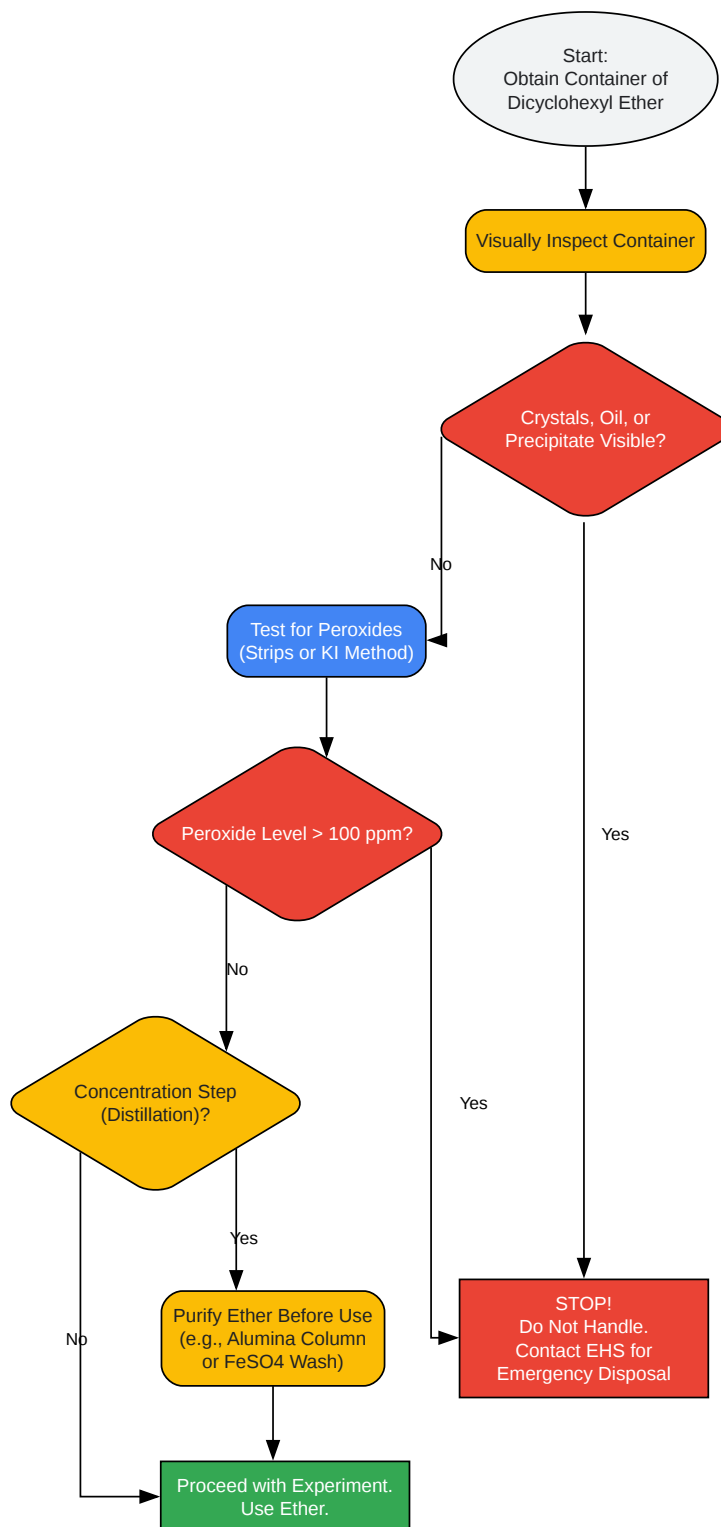 Start:
Obtain Container of
Dicyclohexyl Ether
Visually Inspect Container
Crystals, Oil, or
Precipitate Visible?
No
Test for Peroxides
(Strips or KI Method)
Yes
Peroxide Level > 100 ppm?
No
Concentration Step
(Distillation)?
Yes
Yes
No
Purify Ether Before Use
(e.g., Alumina Column
or FeSO4 Wash)
STOP!
Do Not Handle.
Contact EHS for
Emergency Disposal
Proceed with Experiment.
Use Ether.